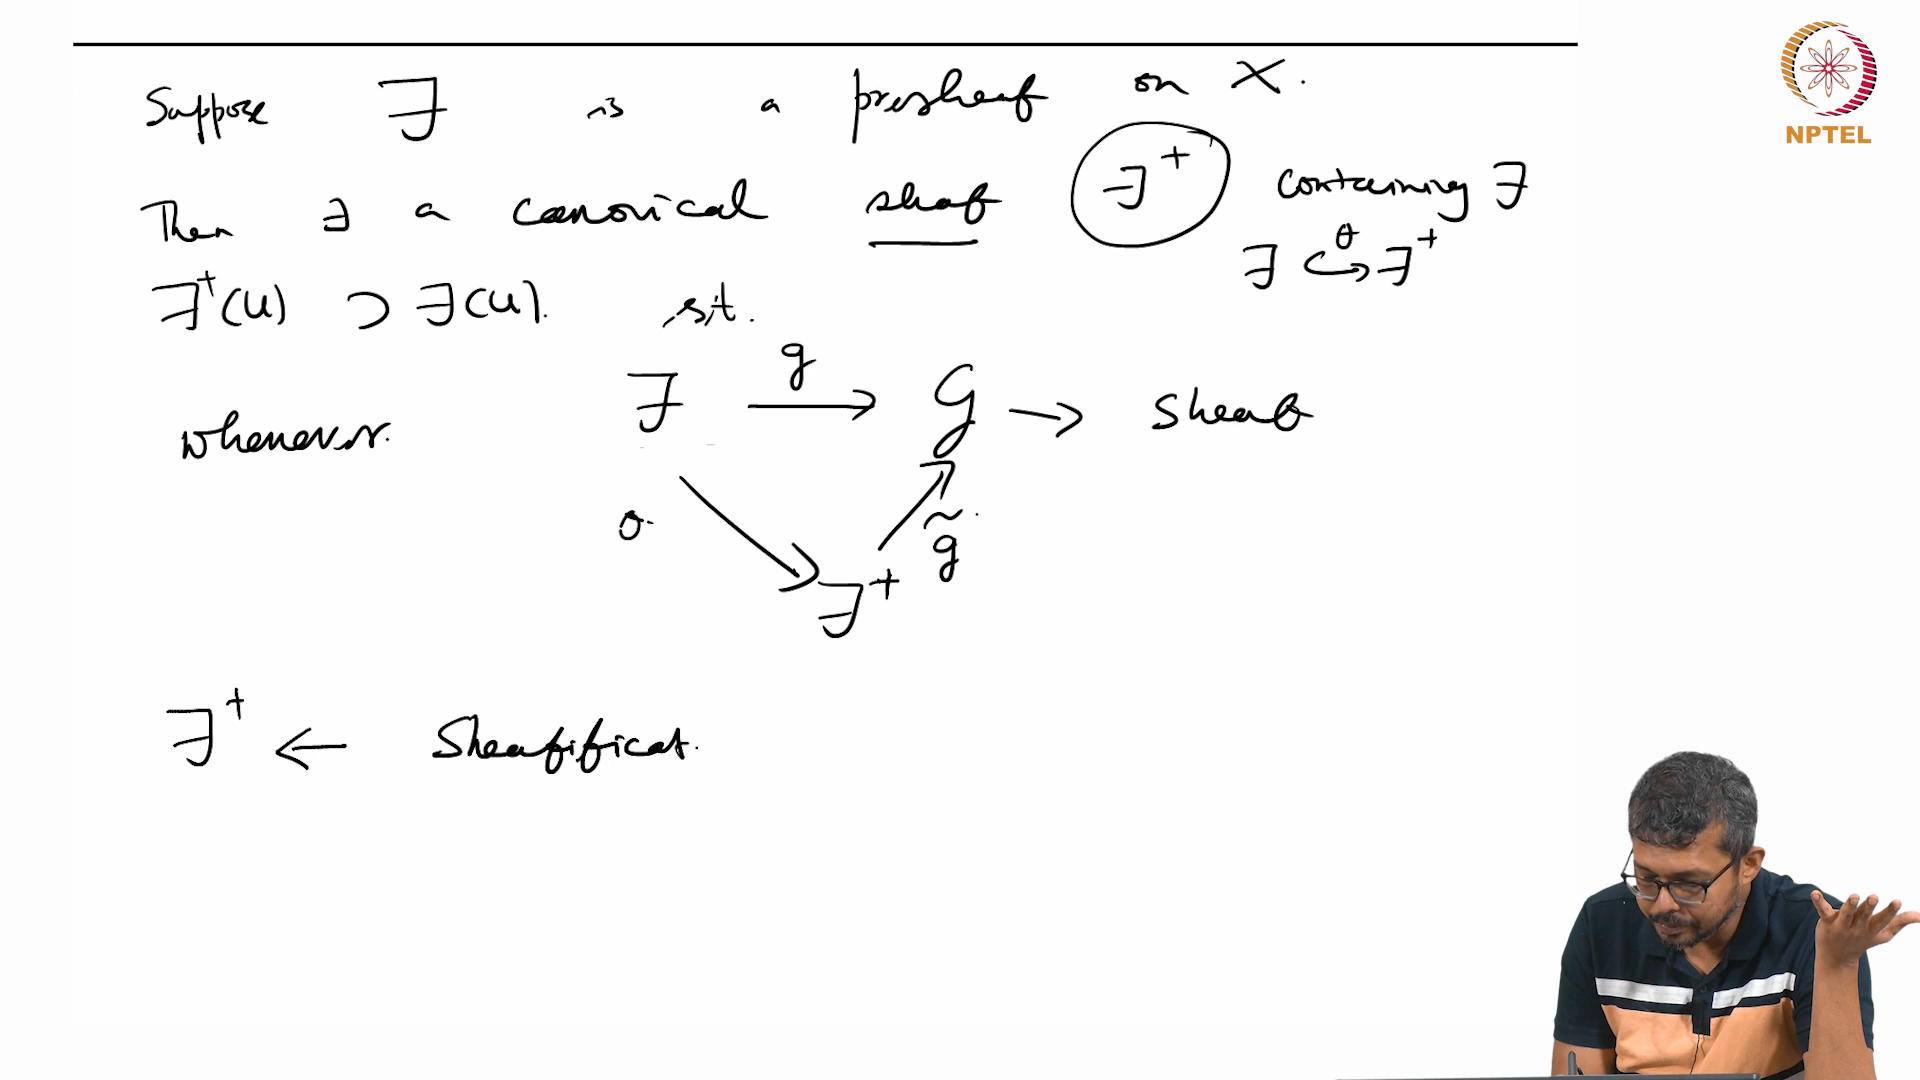 Suppose ℱ is a presheaf on X.
Then ∃ a canonical sheaf ℱ⁺ containing ℱ
ℱ ↪ ℱ⁺
θ
ℱ⁺(U) ⊃ ℱ(U). s.t.
whenever. ℱ → G → Sheaf
g
θ.
g̃
ℱ⁺
ℱ⁺ ← Sheafificat.
NPTEL